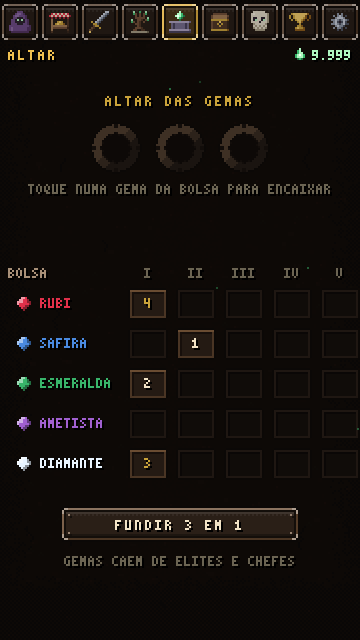 ALTAR 9.999
ALTAR DAS GEMAS
TOQUE NUMA GEMA DA BOLSA PARA ENCAIXAR
BOLSA I II III IV V
RUBI 4
SAFIRA 1
ESMERALDA 2
AMETISTA
DIAMANTE 3
FUNDIR 3 EM 1
GEMAS CAEM DE ELITES E CHEFES